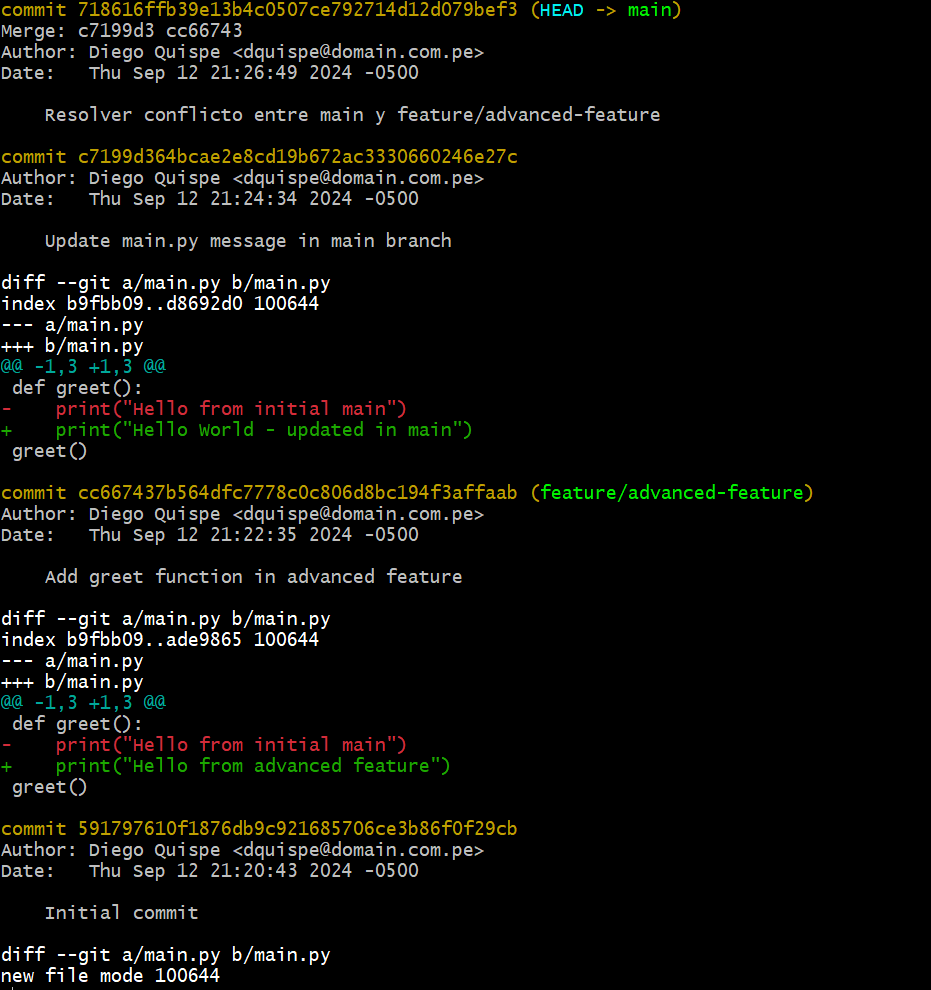 commit 718616ffb39e13b4c0507ce792714d12d079bef3 (HEAD -> main)
Merge: c7199d3 cc66743
Author: Diego Quispe <dquispe@domain.com.pe>
Date:   Thu Sep 12 21:26:49 2024 -0500

    Resolver conflicto entre main y feature/advanced-feature

commit c7199d364bcae2e8cd19b672ac3330660246e27c
Author: Diego Quispe <dquispe@domain.com.pe>
Date:   Thu Sep 12 21:24:34 2024 -0500

    Update main.py message in main branch

diff --git a/main.py b/main.py
index b9fbb09..d8692d0 100644
--- a/main.py
+++ b/main.py
@@ -1,3 +1,3 @@
 def greet():
-    print("Hello from initial main")
+    print("Hello World - updated in main")
 greet()

commit cc667437b564dfc7778c0c806d8bc194f3affaab (feature/advanced-feature)
Author: Diego Quispe <dquispe@domain.com.pe>
Date:   Thu Sep 12 21:22:35 2024 -0500

    Add greet function in advanced feature

diff --git a/main.py b/main.py
index b9fbb09..ade9865 100644
--- a/main.py
+++ b/main.py
@@ -1,3 +1,3 @@
 def greet():
-    print("Hello from initial main")
+    print("Hello from advanced feature")
 greet()

commit 591797610f1876db9c921685706ce3b86f0f29cb
Author: Diego Quispe <dquispe@domain.com.pe>
Date:   Thu Sep 12 21:20:43 2024 -0500

    Initial commit

diff --git a/main.py b/main.py
new file mode 100644